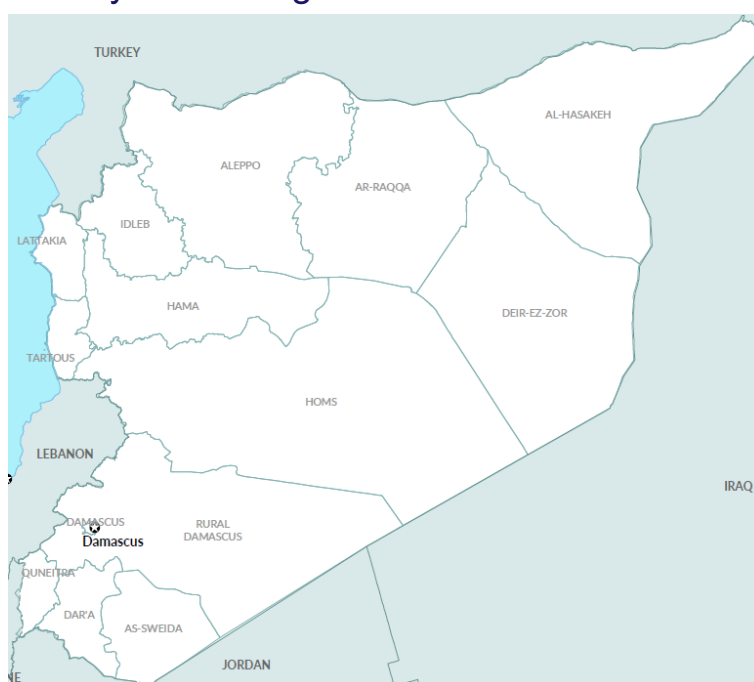 TURKEY
AL-HASAKEH
ALEPPO
AR-RAQQA
IDLEB
LATTAKIA
HAMA
DEIR-EZ-ZOR
TARTOUS
HOMS
LEBANON
IRAQ
DAMASCUS
RURAL
DAMASCUS
Damascus
QUNEITRA
DAR'A
AS-SWEIDA
JORDAN
NE